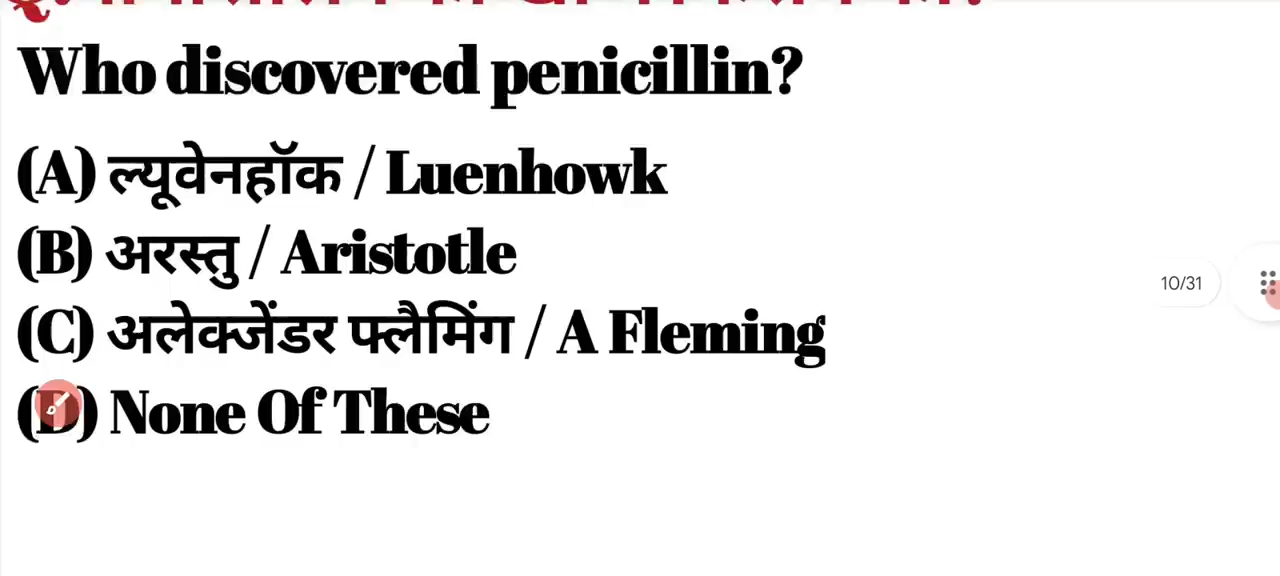 Who discovered penicillin?
(A) ल्यूवेनहॉक / Luenhowk
(B) अरस्तु / Aristotle
10/31
(C) अलेक्जेंडर फ्लैमिंग / A Fleming
(D) None Of These